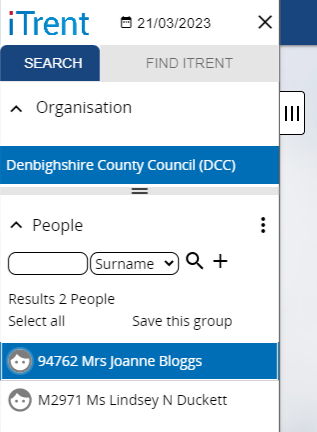 iTrent 21/03/2023
SEARCH FIND ITRENT
Organisation
Denbighshire County Council (DCC)
People
Surname
Results 2 People
Select all Save this group
94762 Mrs Joanne Bloggs
M2971 Ms Lindsey N Duckett